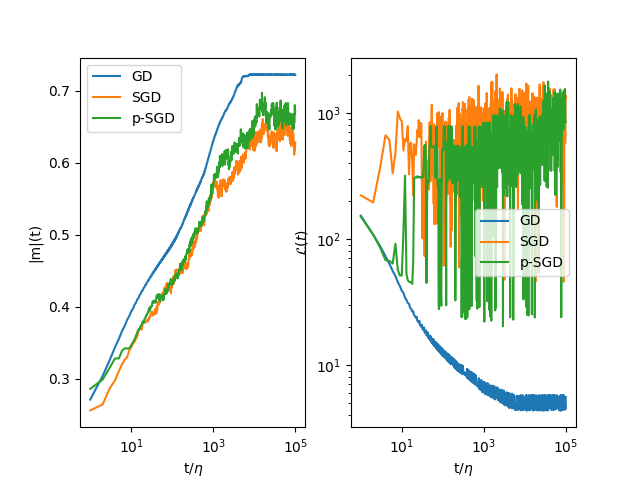 |m|(t)
0.7
0.6
0.5
0.4
0.3
GD
SGD
p-SGD
10¹
10³
10⁵
t/η
ℒ(t)
10³
10²
10¹
GD
SGD
p-SGD
10¹
10³
10⁵
t/η